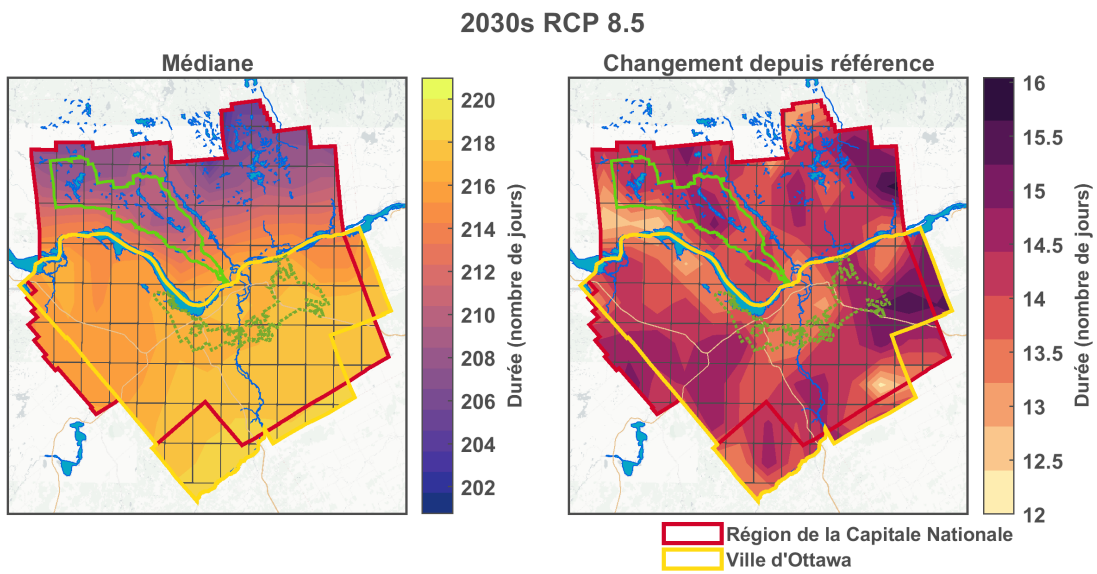 2030s RCP 8.5
Médiane
220
218
216
214
212
210
208
206
204
202
Durée (nombre de jours)
Changement depuis référence
16
15.5
15
14.5
14
13.5
13
12.5
12
Durée (nombre de jours)
Région de la Capitale Nationale
Ville d'Ottawa